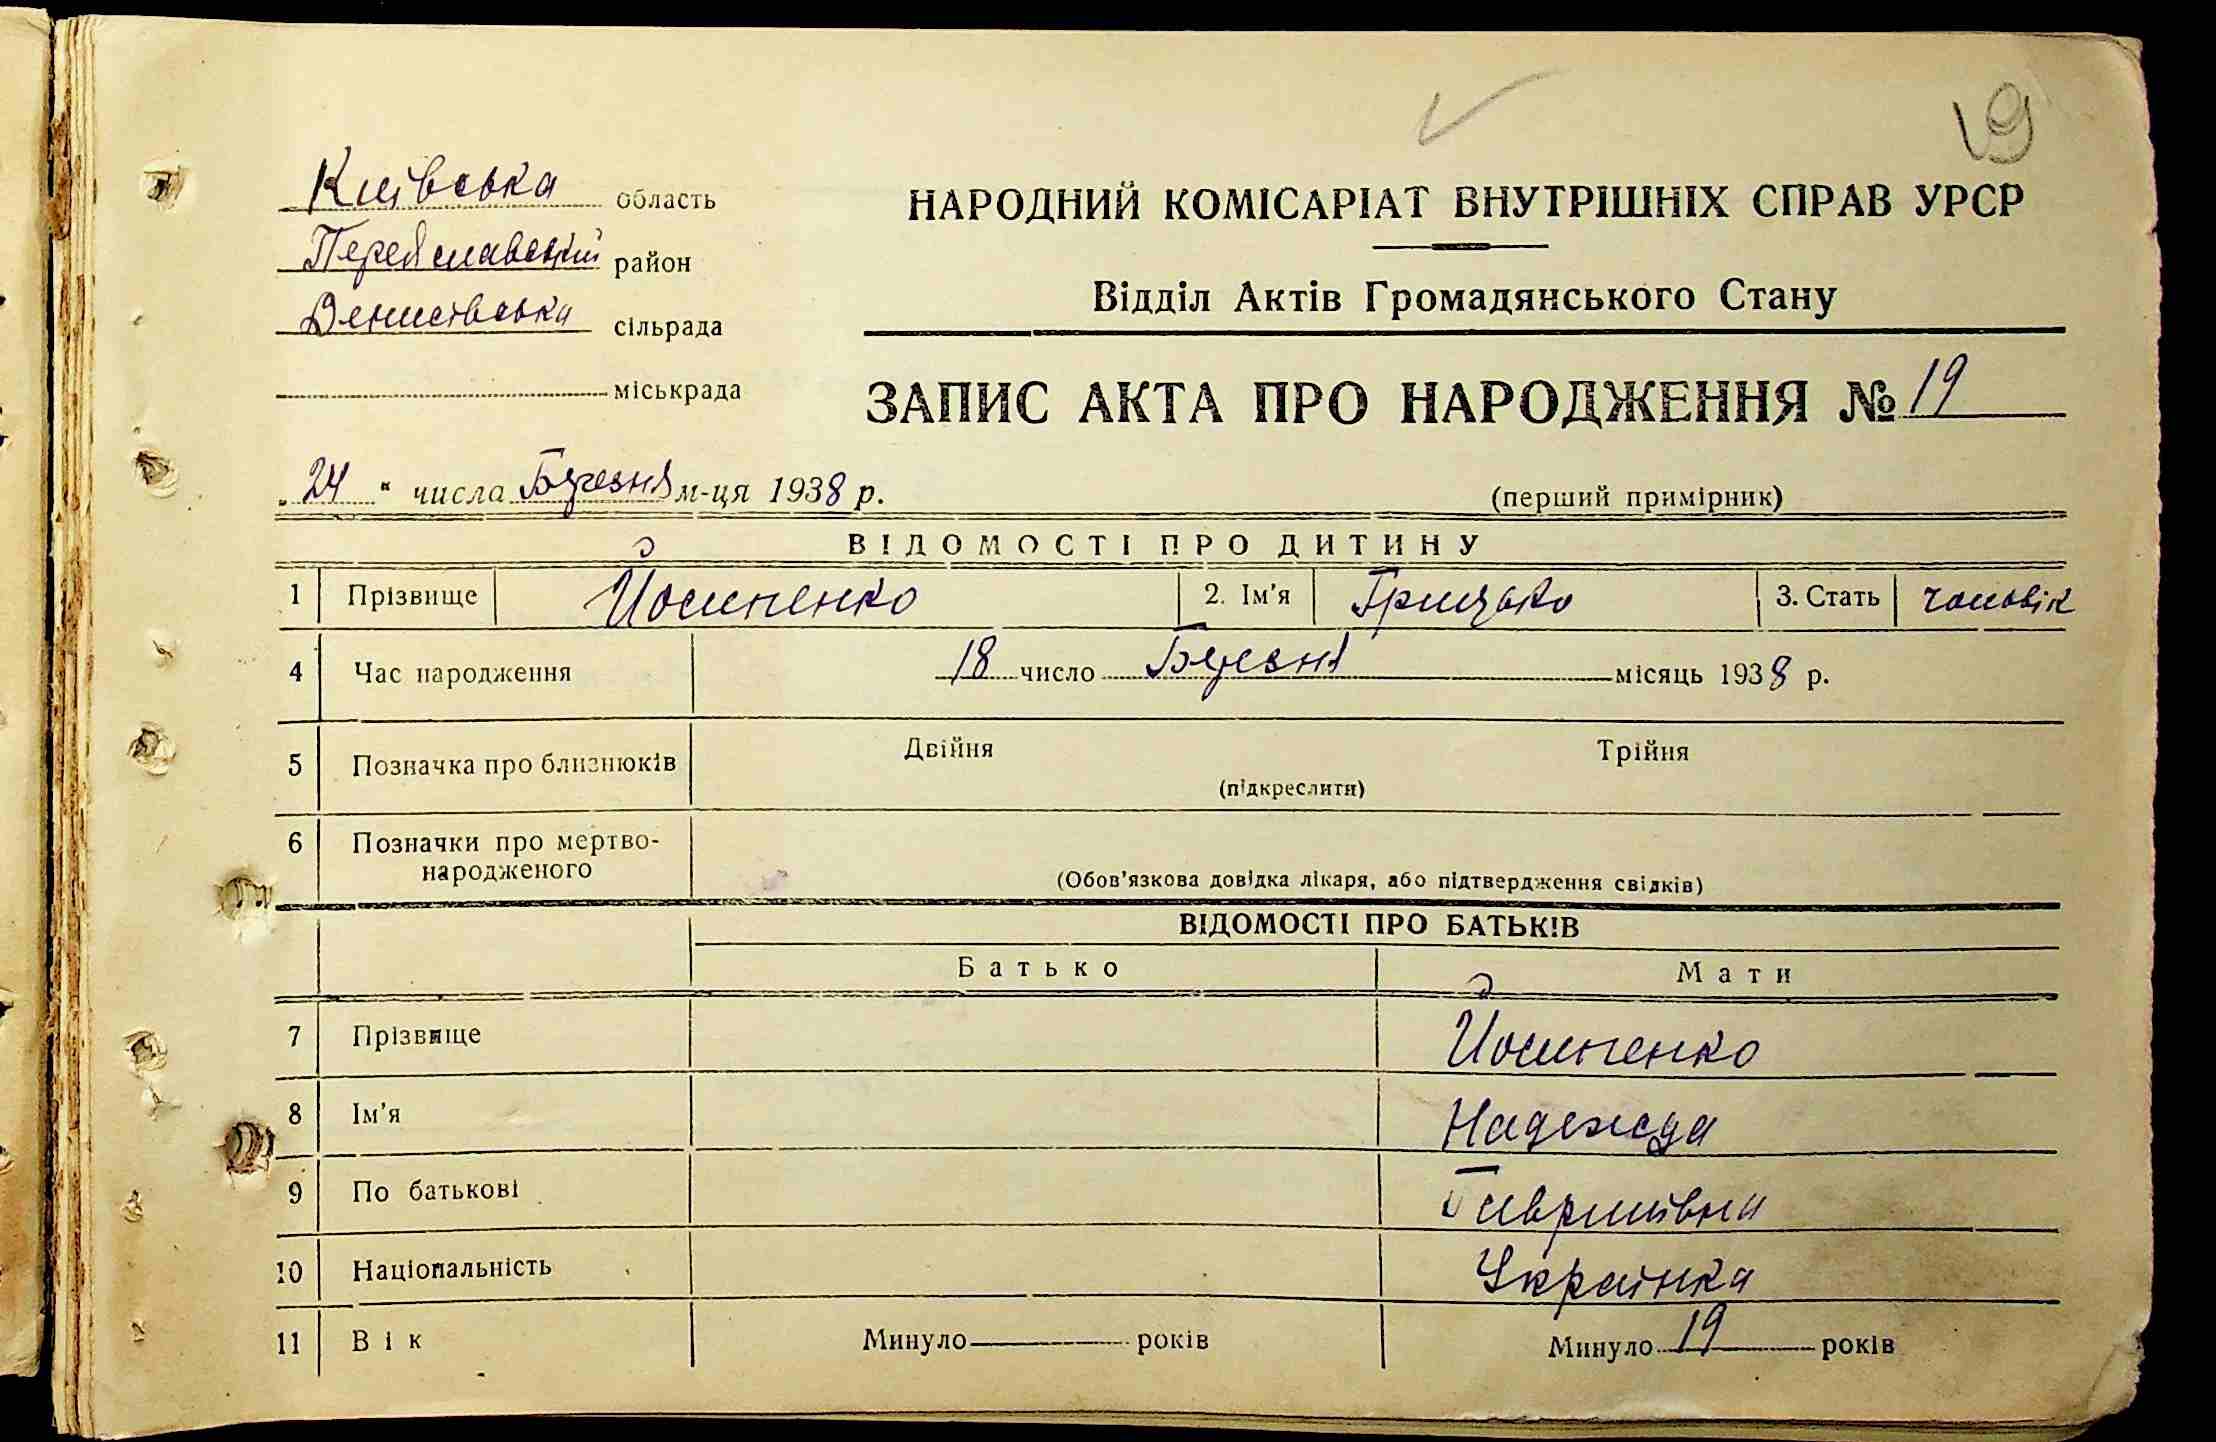 19
Київська область
Переяславський район
Денисівська сільрада
міськрада
НАРОДНИЙ КОМІСАРІАТ ВНУТРІШНІХ СПРАВ УРСР
Відділ Актів Громадянського Стану
ЗАПИС АКТА ПРО НАРОДЖЕННЯ № 19
„24“ числа Березня м-ця 1938 р.
(перший примірник)
ВІДОМОСТІ ПРО ДИТИНУ
1 Прізвище Йосипенко 2. Ім'я Грицько 3. Стать чоловік
4 Час народження 18 число Березня місяць 1938 р.
5 Позначка про близнюків Двійня Трійня
(підкреслити)
6 Позначки про мертво-
народженого
(Обов'язкова довідка лікаря, або підтвердження свідків)
ВІДОМОСТІ ПРО БАТЬКІВ
Батько Мати
7 Прізвище Йосипенко
8 Ім'я Надежда
9 По батькові Гаврилівна
10 Національність Українка
11 Вік Минуло років Минуло 19 років